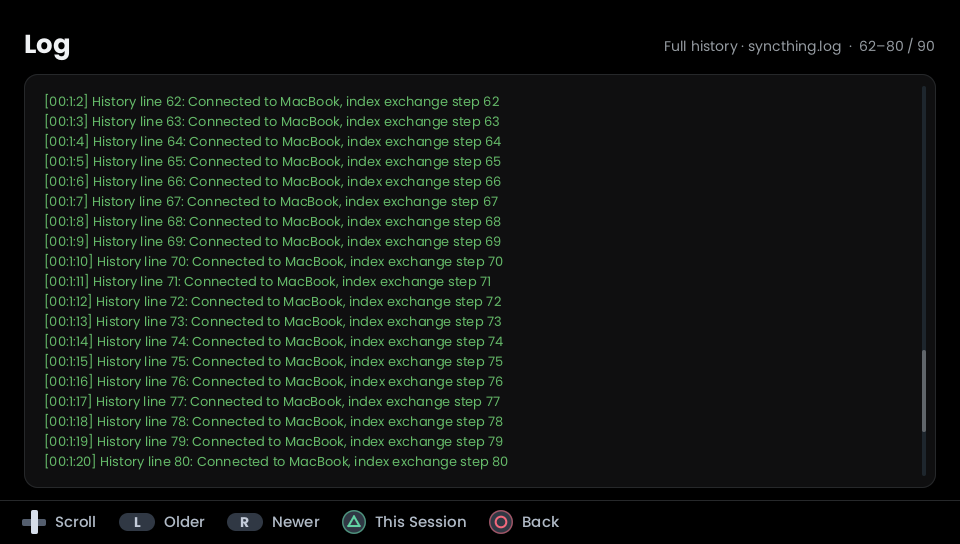 Log
Full history · syncthing.log · 62–80 / 90
[00:1:2] History line 62: Connected to MacBook, index exchange step 62
[00:1:3] History line 63: Connected to MacBook, index exchange step 63
[00:1:4] History line 64: Connected to MacBook, index exchange step 64
[00:1:5] History line 65: Connected to MacBook, index exchange step 65
[00:1:6] History line 66: Connected to MacBook, index exchange step 66
[00:1:7] History line 67: Connected to MacBook, index exchange step 67
[00:1:8] History line 68: Connected to MacBook, index exchange step 68
[00:1:9] History line 69: Connected to MacBook, index exchange step 69
[00:1:10] History line 70: Connected to MacBook, index exchange step 70
[00:1:11] History line 71: Connected to MacBook, index exchange step 71
[00:1:12] History line 72: Connected to MacBook, index exchange step 72
[00:1:13] History line 73: Connected to MacBook, index exchange step 73
[00:1:14] History line 74: Connected to MacBook, index exchange step 74
[00:1:15] History line 75: Connected to MacBook, index exchange step 75
[00:1:16] History line 76: Connected to MacBook, index exchange step 76
[00:1:17] History line 77: Connected to MacBook, index exchange step 77
[00:1:18] History line 78: Connected to MacBook, index exchange step 78
[00:1:19] History line 79: Connected to MacBook, index exchange step 79
[00:1:20] History line 80: Connected to MacBook, index exchange step 80
Scroll L Older R Newer This Session Back